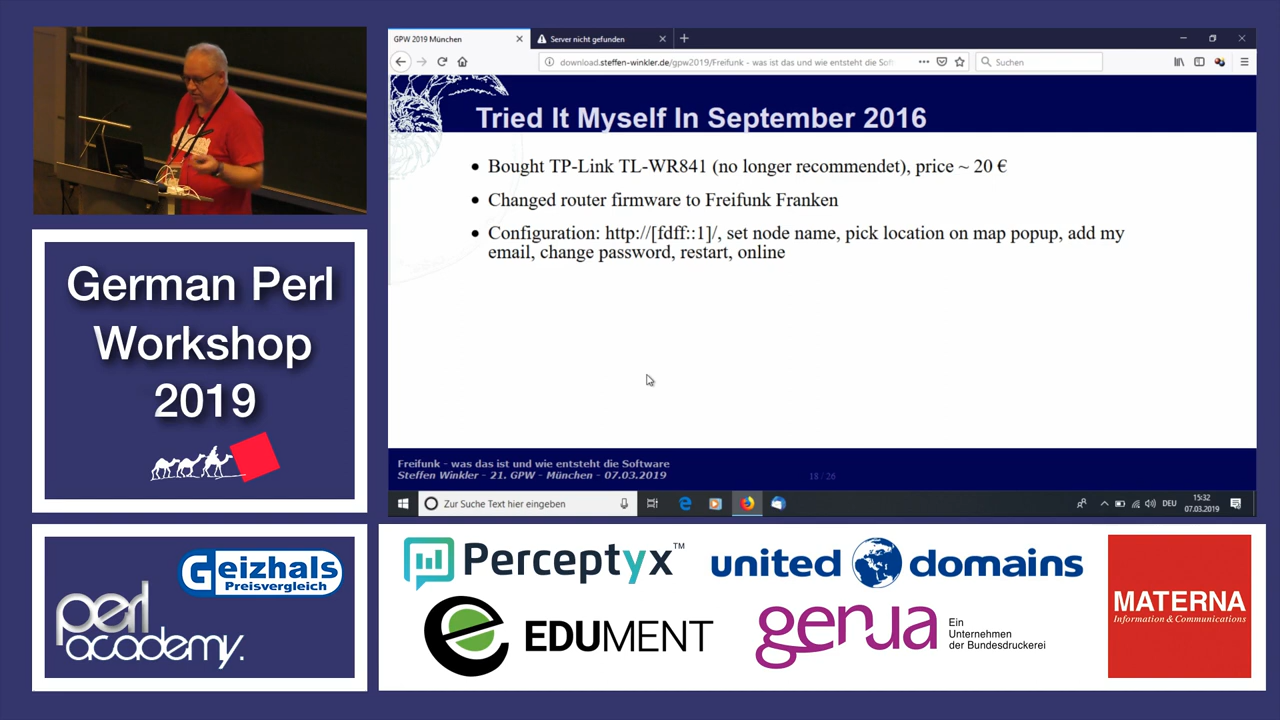 GPW 2019 München
Server nicht gefunden
download.steffen-winkler.de/gpw2019/Freifunk - was ist das und wie entsteht die Sof
Suchen
Tried It Myself In September 2016
• Bought TP-Link TL-WR841 (no longer recommendet), price ~ 20 €
• Changed router firmware to Freifunk Franken
• Configuration: http://[fdff::1]/, set node name, pick location on map popup, add my
email, change password, restart, online
Freifunk - was das ist und wie entsteht die Software
Steffen Winkler - 21. GPW - München - 07.03.2019
18 / 26
Zur Suche Text hier eingeben
DEU
15:32
07.03.2019
German Perl
Workshop
2019
Geizhals
Preisvergleich
perl
academy.
Perceptyx™
united domains
EDUMENT
genua
Ein
Unternehmen
der Bundesdruckerei
MATERNA
Information & Communications